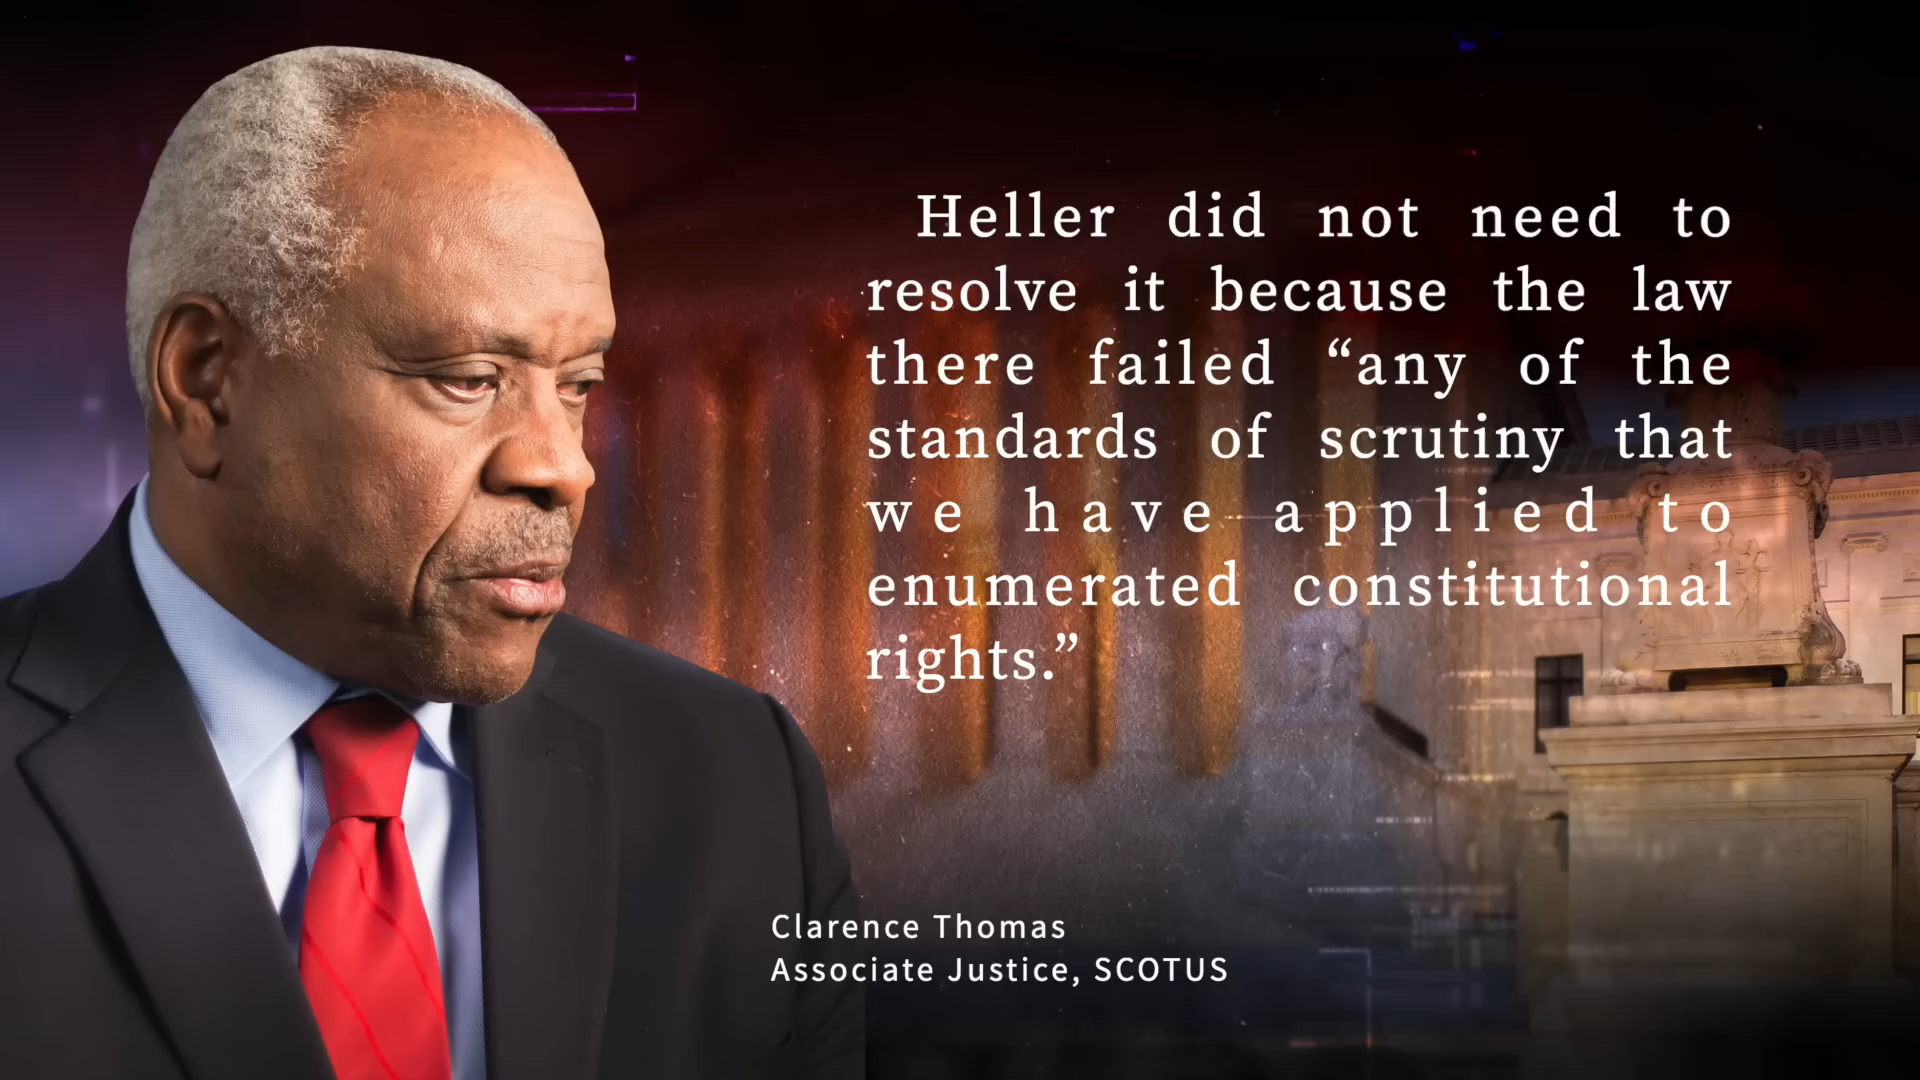 Heller did not need to
resolve it because the law
there failed “any of the
standards of scrutiny that
we have applied to
enumerated constitutional
rights.”
Clarence Thomas
Associate Justice, SCOTUS